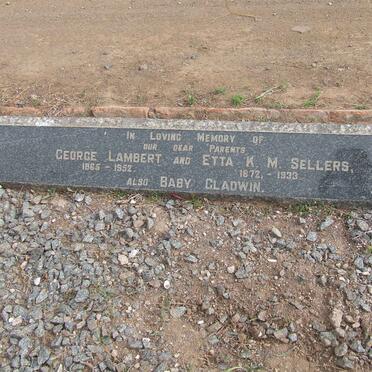 IN LOVING MEMORY OF
OUR DEAR PARENTS
GEORGE LAMBERT AND ETTA K. M. SELLERS,
1865 - 1952. 1872, - 1933
ALSO BABY GLADWIN.